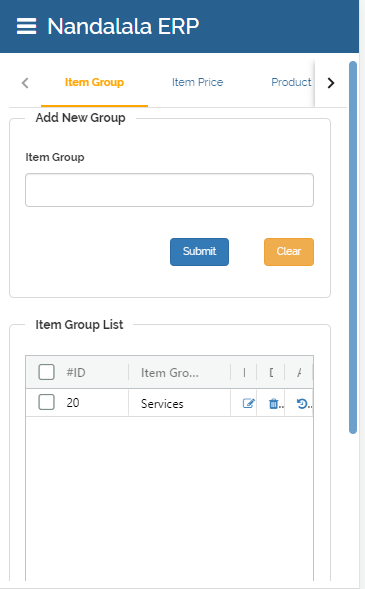 Nandalala ERP
Item Group Item Price Product
Add New Group
Item Group
Submit Clear
Item Group List
#ID Item Gro...
20 Services